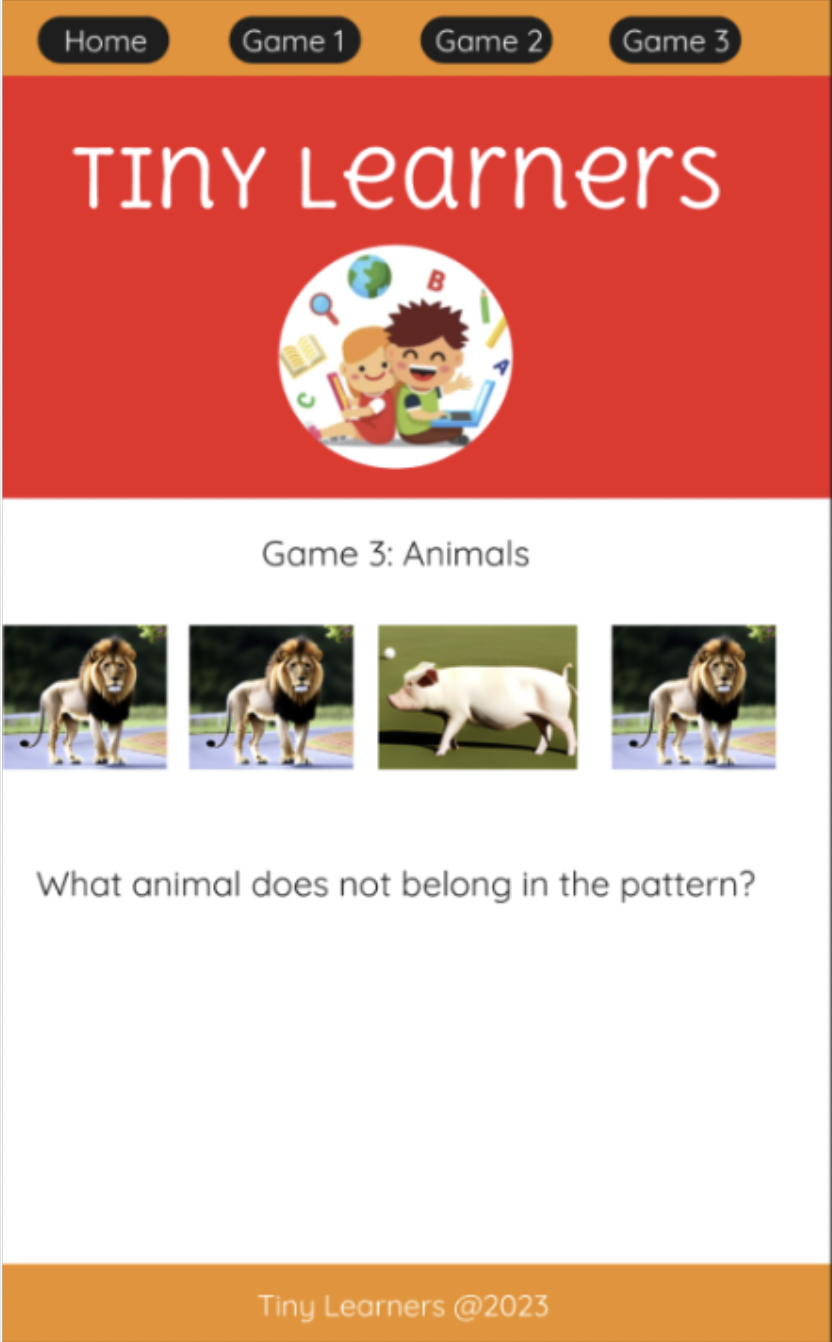 Home Game 1 Game 2 Game 3
Tiny Learners
B
A
C
Game 3: Animals
What animal does not belong in the pattern?
Tiny Learners @2023